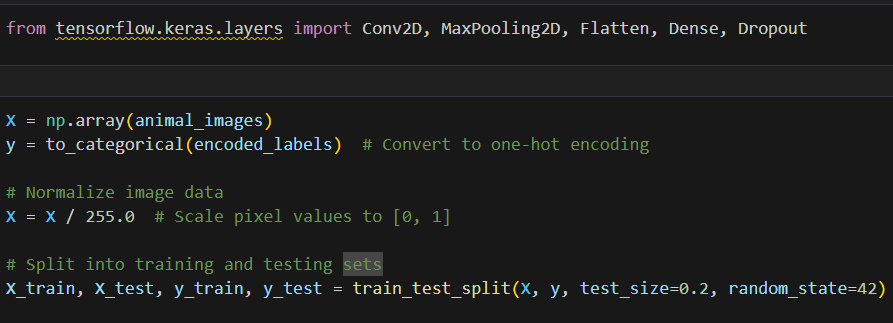 from tensorflow.keras.layers import Conv2D, MaxPooling2D, Flatten, Dense, Dropout
X = np.array(animal_images)
y = to_categorical(encoded_labels)  # Convert to one-hot encoding
# Normalize image data
X = X / 255.0  # Scale pixel values to [0, 1]
# Split into training and testing sets
X_train, X_test, y_train, y_test = train_test_split(X, y, test_size=0.2, random_state=42)